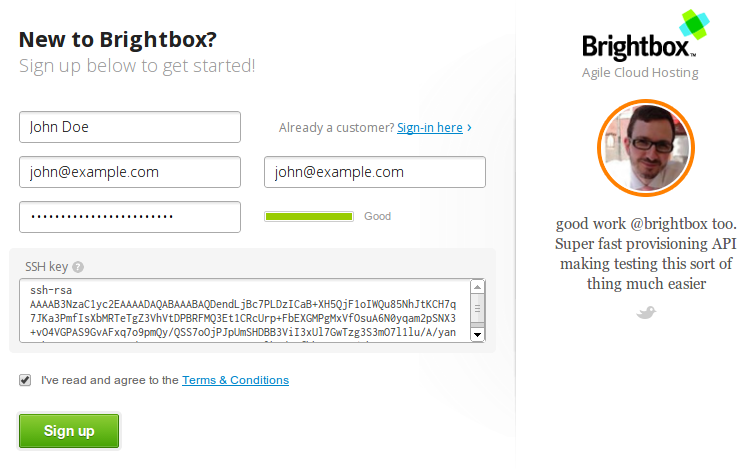 New to Brightbox?
Sign up below to get started!
John Doe
Already a customer? Sign-in here ›
john@example.com
john@example.com
••••••••••••••••••••••••
Good
SSH key ?
ssh-rsa
AAAAB3NzaC1yc2EAAAADAQABAAABAQDendLjBc7PLDzICaB+XH5QjF1oIWQu85NhJtKCH7q
7JKa3PmfIsXbMRTeTgZ3VhVtDPBRFMQ3Et1CRcUrp+FbEXGMPgMxVfOsuA6N0yqam2pSNX3
+vO4VGPAS9GvAFxq7o9pmQy/QSS7oOjPJpUmSHDBB3ViI3xUl7GwTzg3S3mO7l1lu/A/yan
I've read and agree to the Terms & Conditions
Sign up
Brightbox™
Agile Cloud Hosting
good work @brightbox too.
Super fast provisioning API
making testing this sort of
thing much easier